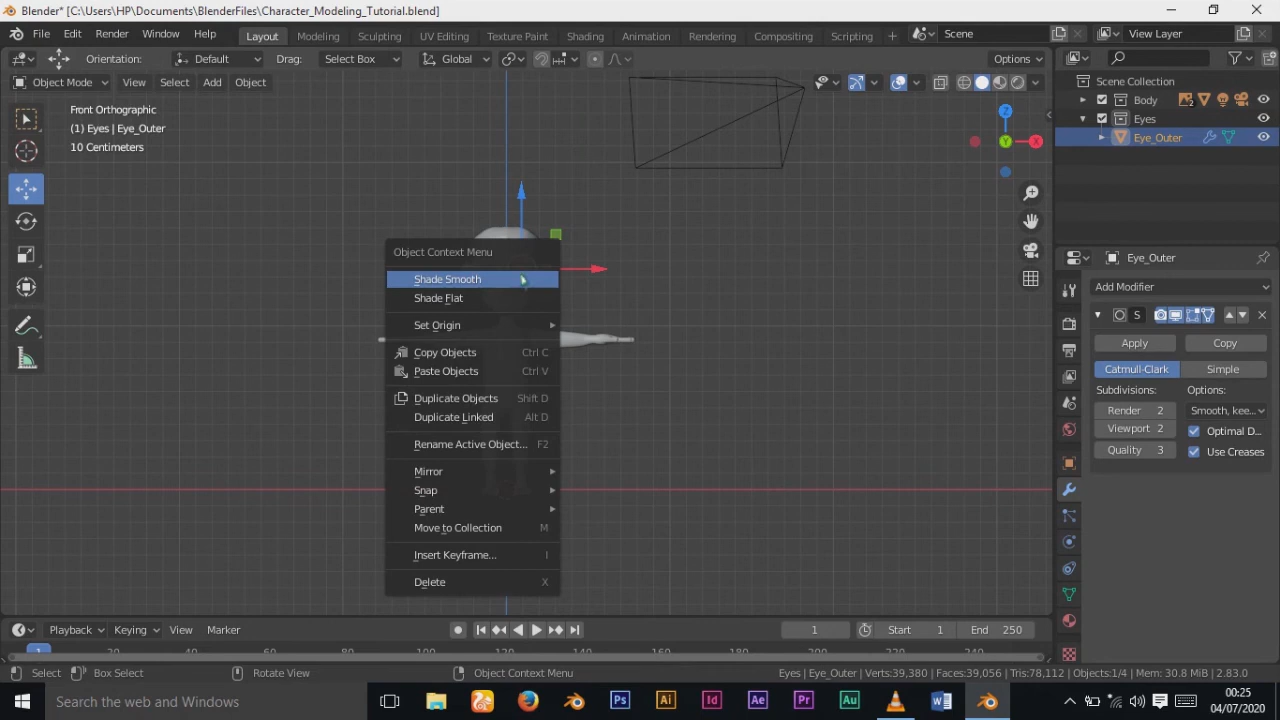 Blender* [C:\Users\HP\Documents\BlenderFiles\Character_Modeling_Tutorial.blend]
File Edit Render Window Help Layout Modeling Sculpting UV Editing Texture Paint Shading Animation Rendering Compositing Scripting + Scene View Layer
Orientation: Default Drag: Select Box Global Options
Object Mode View Select Add Object
Scene Collection
Body 2
Eyes
Eye_Outer
Front Orthographic
(1) Eyes | Eye_Outer
10 Centimeters
Z
Y
X
Object Context Menu
Shade Smooth
Shade Flat
Set Origin
Copy Objects Ctrl C
Paste Objects Ctrl V
Duplicate Objects Shift D
Duplicate Linked Alt D
Rename Active Object... F2
Mirror
Snap
Parent
Move to Collection M
Insert Keyframe... I
Delete X
Eye_Outer
Add Modifier
S
Apply Copy
Catmull-Clark Simple
Subdivisions: Options:
Render 2 Smooth, kee...
Viewport 2 Optimal D...
Quality 3 Use Creases
Playback Keying View Marker 1 Start 1 End 250
1
Select Box Select Rotate View Object Context Menu Eyes | Eye_Outer | Verts:39,380 | Faces:39,056 | Tris:78,112 | Objects:1/4 | Mem: 30.8 MiB | 2.83.0
Search the web and Windows Ps Ai Id Ae Pr Au 00:25
04/07/2020